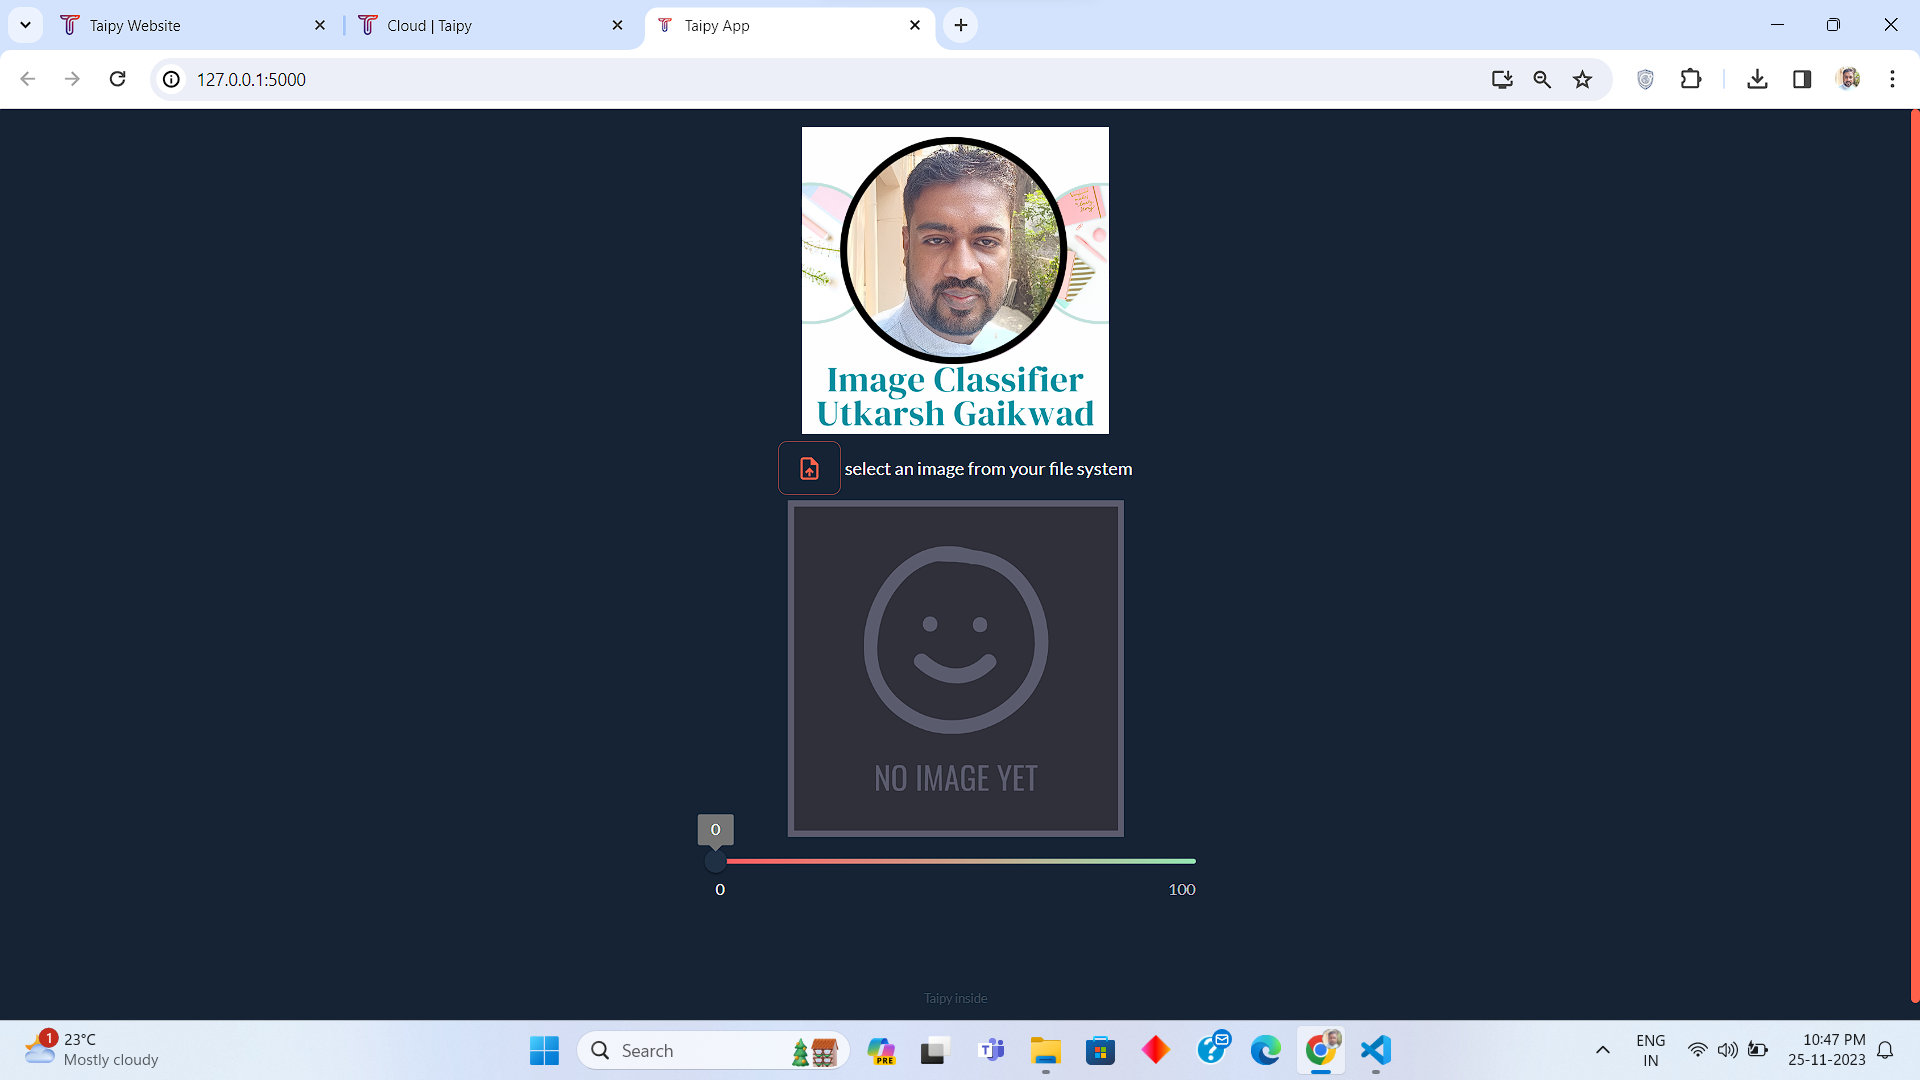 Taipy Website
Cloud | Taipy
Taipy App
127.0.0.1:5000
Image Classifier
Utkarsh Gaikwad
select an image from your file system
NO IMAGE YET
0
0
100
Taipy inside
1
23°C
Mostly cloudy
Search
PRE
ENG
IN
10:47 PM
25-11-2023